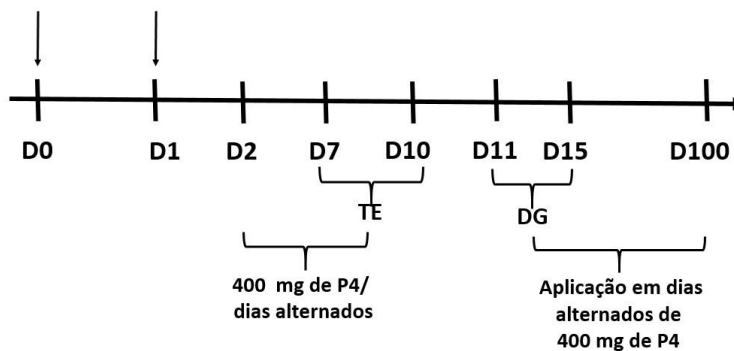 D0 D1 D2 D7 D10 D11 D15 D100
TE
DG
400 mg de P4/
dias alternados
Aplicação em dias
alternados de
400 mg de P4